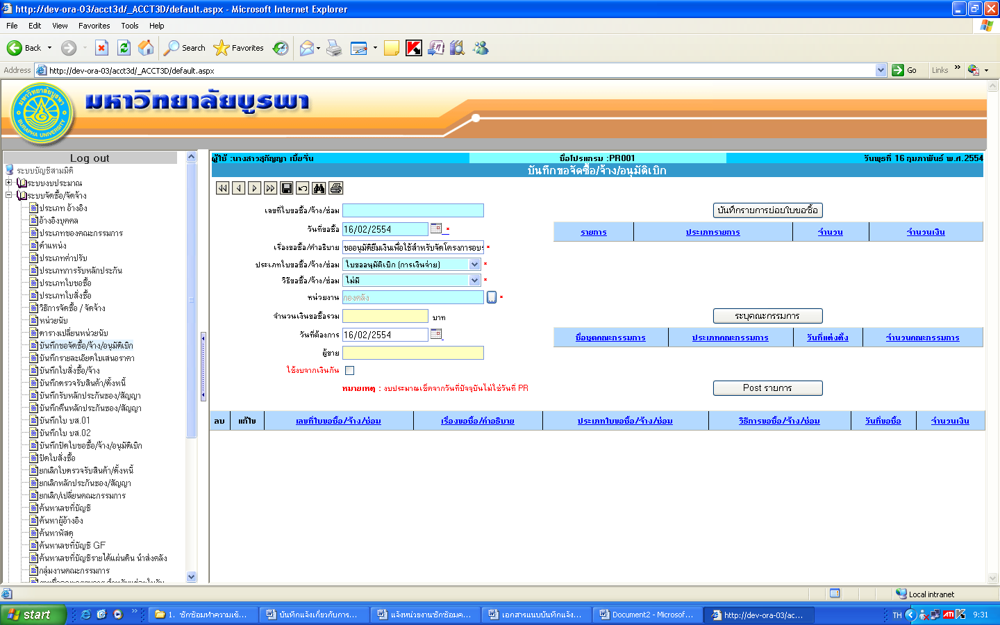 http://dev-ora-03/acct3d/_ACCT3D/default.aspx - Microsoft Internet Explorer
File Edit View Favorites Tools Help
Back Search Favorites
Address http://dev-ora-03/acct3d/_ACCT3D/default.aspx Go Links »
มหาวิทยาลัยบูรพา
BURAPHA UNIVERSITY
Log out
ผู้ใช้ :นางสาวสุกัญญา เบี้ยจั่น ชื่อโปรแกรม :PR001 วันพุธที่ 16 กุมภาพันธ์ พ.ศ.2554
บันทึกขอจัดซื้อ/จ้าง/อนุมัติเบิก
ระบบบัญชีสามมิติ
ระบบงบประมาณ
ระบบจัดซื้อ/จัดจ้าง
ประเภท อ้างอิง
อ้างอิงบุคคล
ประเภทของคณะกรรมการ
ตำแหน่ง
ประเภทค่าปรับ
ประเภทการรับหลักประกัน
ประเภทใบขอซื้อ
ประเภทใบสั่งซื้อ
วิธีการจัดซื้อ / จัดจ้าง
หน่วยนับ
ตารางเปลี่ยนหน่วยนับ
บันทึกขอจัดซื้อ/จ้าง/อนุมัติเบิก
บันทึกรายละเอียดใบเสนอราคา
บันทึกใบสั่งซื้อ/จ้าง
บันทึกตรวจรับสินค้า/ตั้งหนี้
บันทึกรับหลักประกันซอง/สัญญา
บันทึกคืนหลักประกันซอง/สัญญา
บันทึกใบ บส.01
บันทึกใบ บส.02
บันทึกปิดใบขอซื้อ/จ้าง/อนุมัติเบิก
ปิดใบสั่งซื้อ
ยกเลิกใบตรวจรับสินค้า/ตั้งหนี้
ยกเลิกหลักประกันซอง/สัญญา
ยกเลิก/เปลี่ยนคณะกรรมการ
ค้นหาเลขที่บัญชี
ค้นหาผู้อ้างอิง
ค้นหาพัสดุ
ค้นหาเลขที่บัญชี GF
ค้นหาเลขที่บัญชีรายได้แผ่นดิน นำส่งคลัง
กลุ่มงานคณะกรรมการ
เลขที่ใบขอซื้อ/จ้าง/ซ่อม
วันที่ขอซื้อ 16/02/2554 *
เรื่องขอซื้อ/คำอธิบาย ขออนุมัติยืมเงินเพื่อใช้สำหรับจัดโครงการอบร *
ประเภทใบขอซื้อ/จ้าง/ซ่อม ใบขออนุมัติเบิก (การเงินจ่าย) *
วิธีขอซื้อ/จ้าง/ซ่อม ไม่มี *
หน่วยงาน กองคลัง ... *
จำนวนเงินขอซื้อรวม บาท
วันที่ต้องการ 16/02/2554
ผู้ขาย
ใช้งบจากเงินกัน
หมายเหตุ : งบประมาณเช็คจากวันที่ปัจจุบันไม่ใช่วันที่ PR
บันทึกรายการย่อยใบขอซื้อ
รายการ ประเภทรายการ จำนวน จำนวนเงิน
ระบุคณะกรรมการ
ชื่อชุดคณะกรรมการ ประเภทคณะกรรมการ วันที่แต่งตั้ง จำนวนคณะกรรมการ
Post รายการ
ลบ แก้ไข เลขที่ใบขอซื้อ/จ้าง/ซ่อม เรื่องขอซื้อ/คำอธิบาย ประเภทใบขอซื้อ/จ้าง/ซ่อม วิธีการขอซื้อ/จ้าง/ซ่อม วันที่ขอซื้อ จำนวนเงิน
Local intranet
start » 1. ซักซ้อมทำความเข้... บันทึกแจ้งเกี่ยวกับการ... แจ้งหน่วยงานซักซ้อมค... เอกสารแนบบันทึกแจ้ง... Document2 - Microsof... http://dev-ora-03/ac... TH ATI 9:31